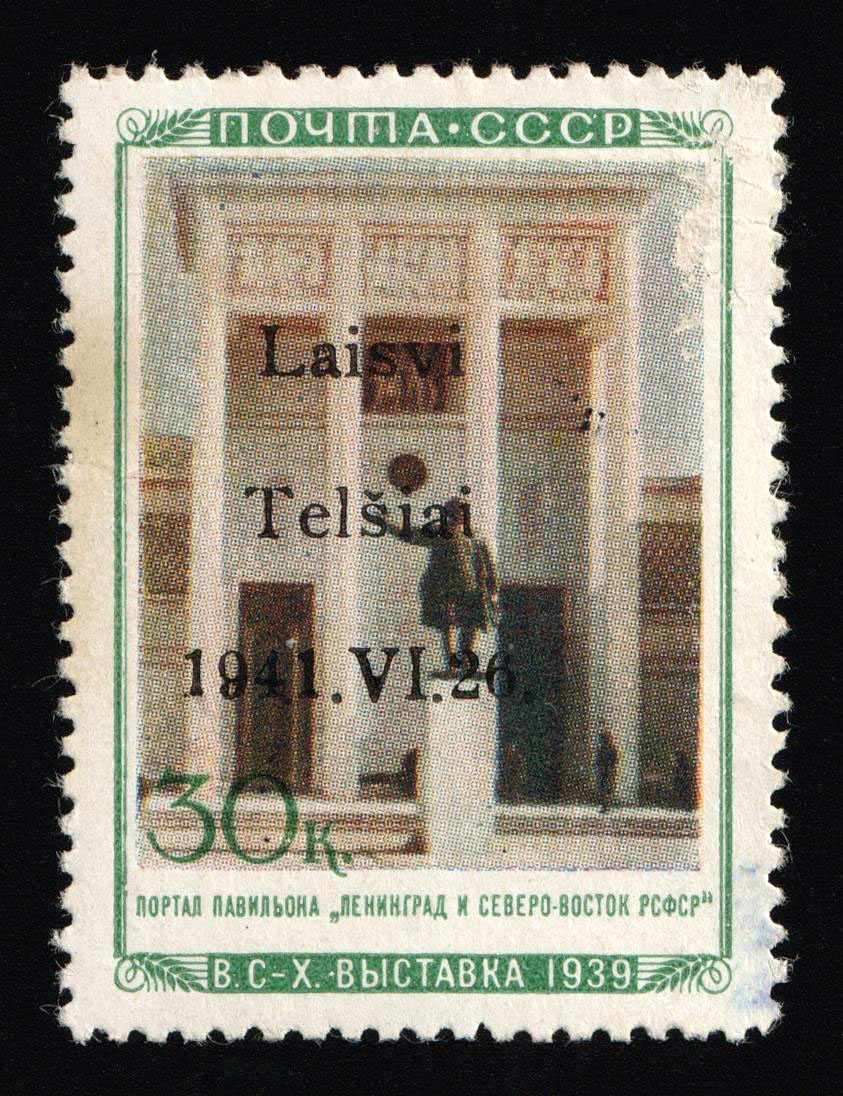 ПОЧТА·СССР
Laisvi
Telšiai
1941.VI.26.
30к.
ПОРТАЛ ПАВИЛЬОНА „ЛЕНИНГРАД И СЕВЕРО-ВОСТОК РСФСР"
В.С-Х.·ВЫСТАВКА 1939